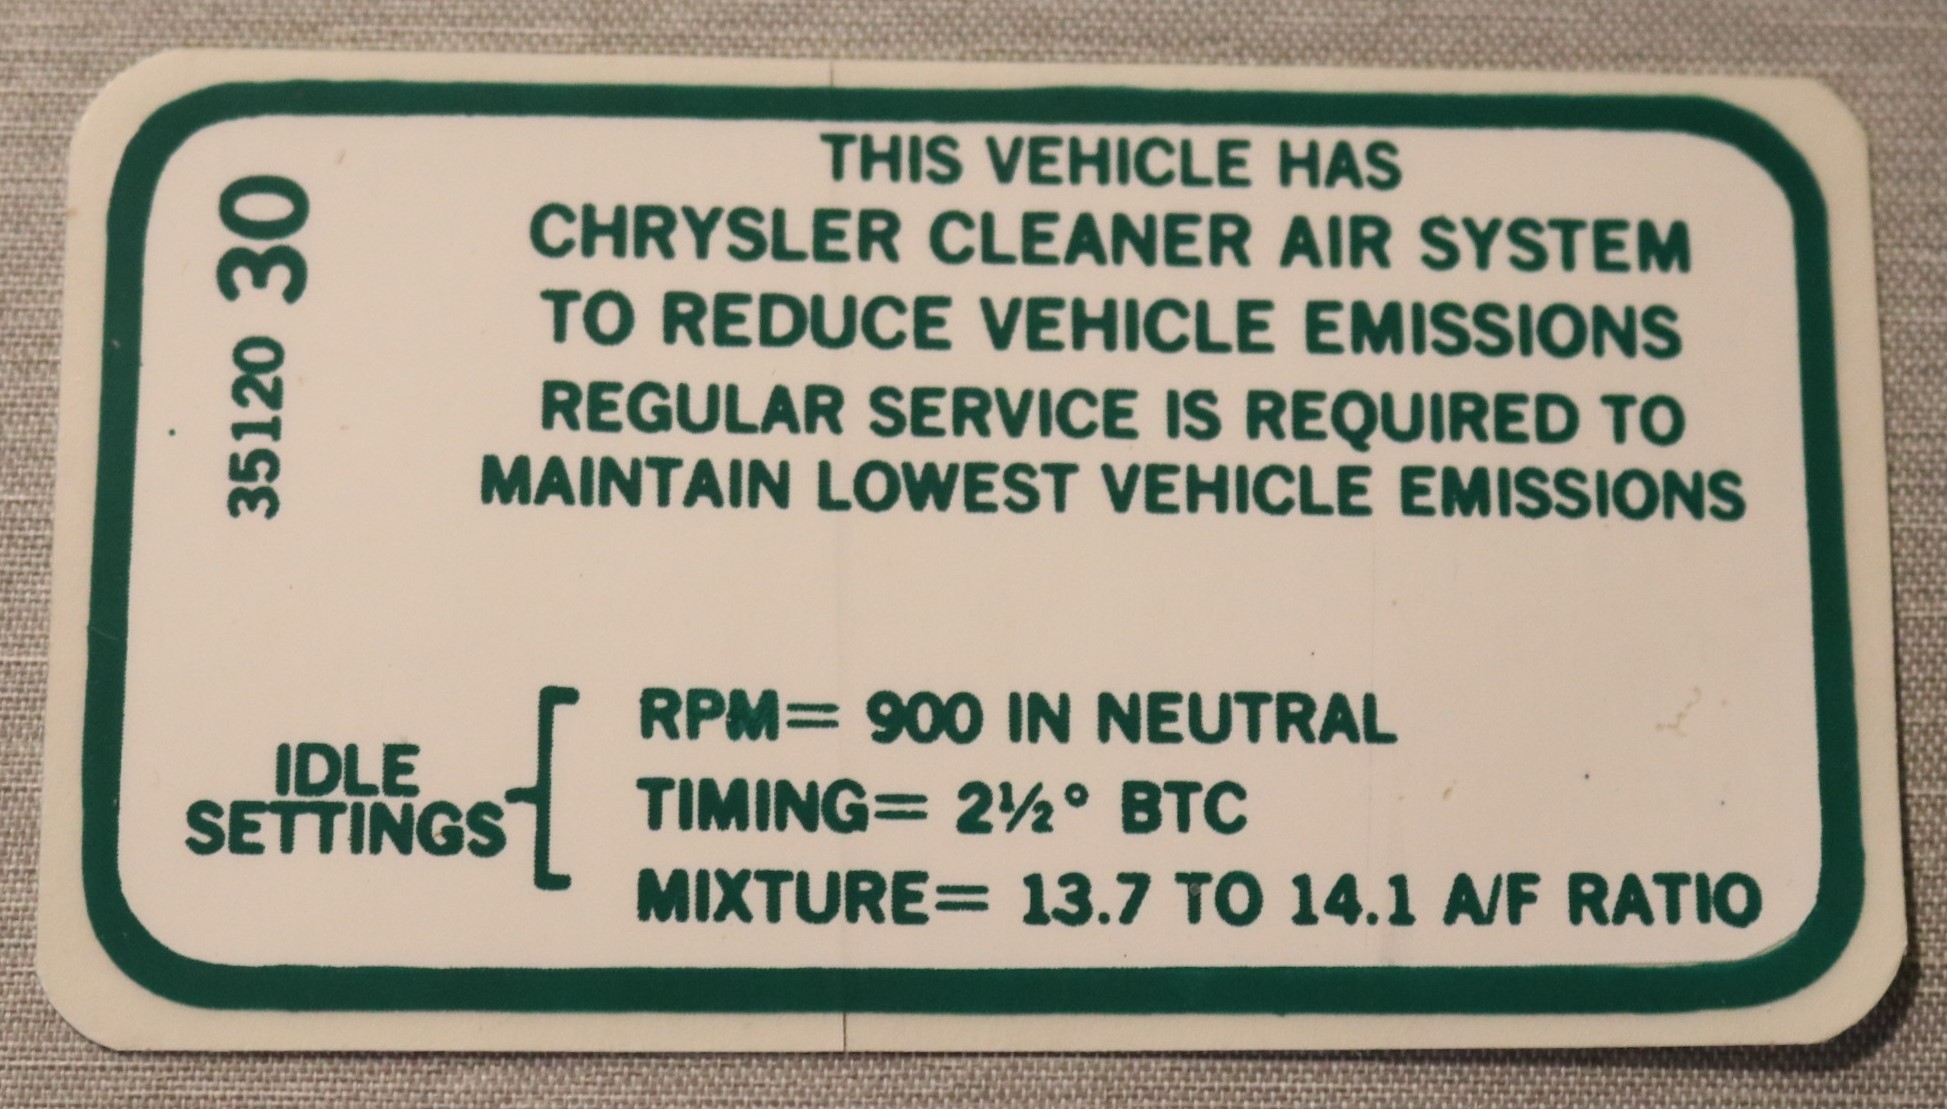 35120 30
THIS VEHICLE HAS
CHRYSLER CLEANER AIR SYSTEM
TO REDUCE VEHICLE EMISSIONS
REGULAR SERVICE IS REQUIRED TO
MAINTAIN LOWEST VEHICLE EMISSIONS
IDLE
SETTINGS
RPM= 900 IN NEUTRAL
TIMING= 2½° BTC
MIXTURE= 13.7 TO 14.1 A/F RATIO